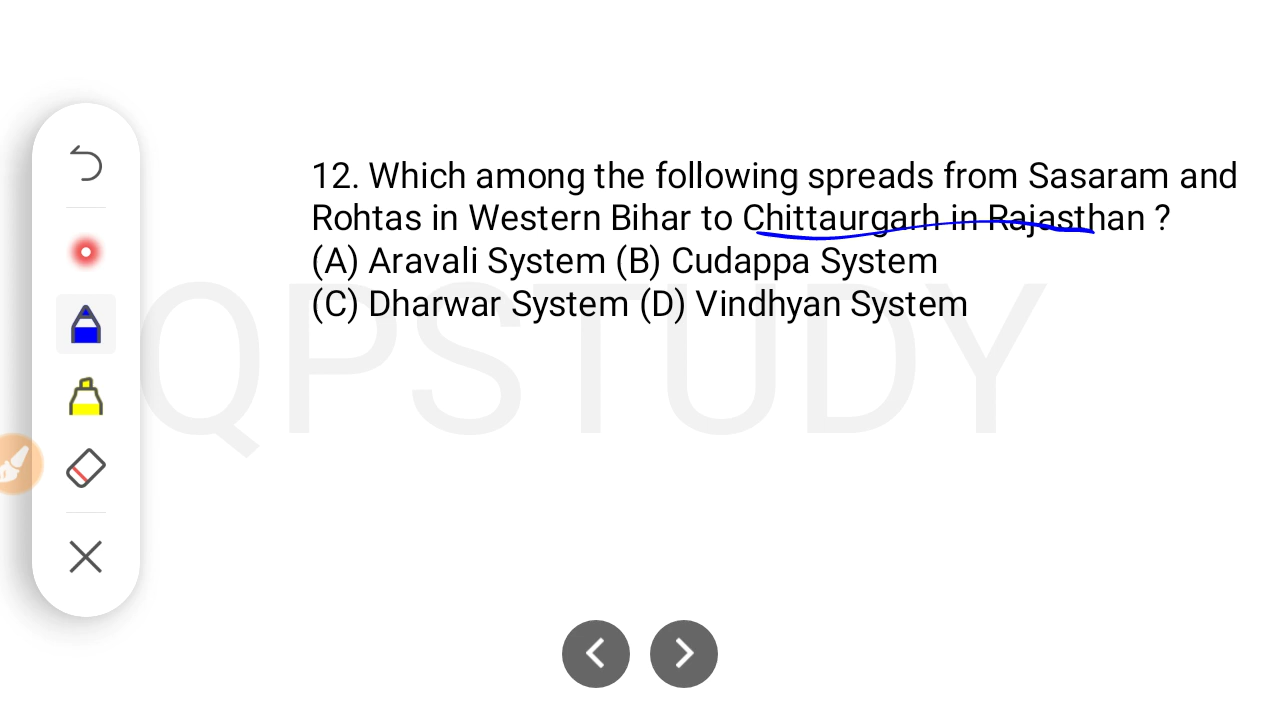 12. Which among the following spreads from Sasaram and
Rohtas in Western Bihar to Chittaurgarh in Rajasthan ?
(A) Aravali System (B) Cudappa System
(C) Dharwar System (D) Vindhyan System
QPSTUDY